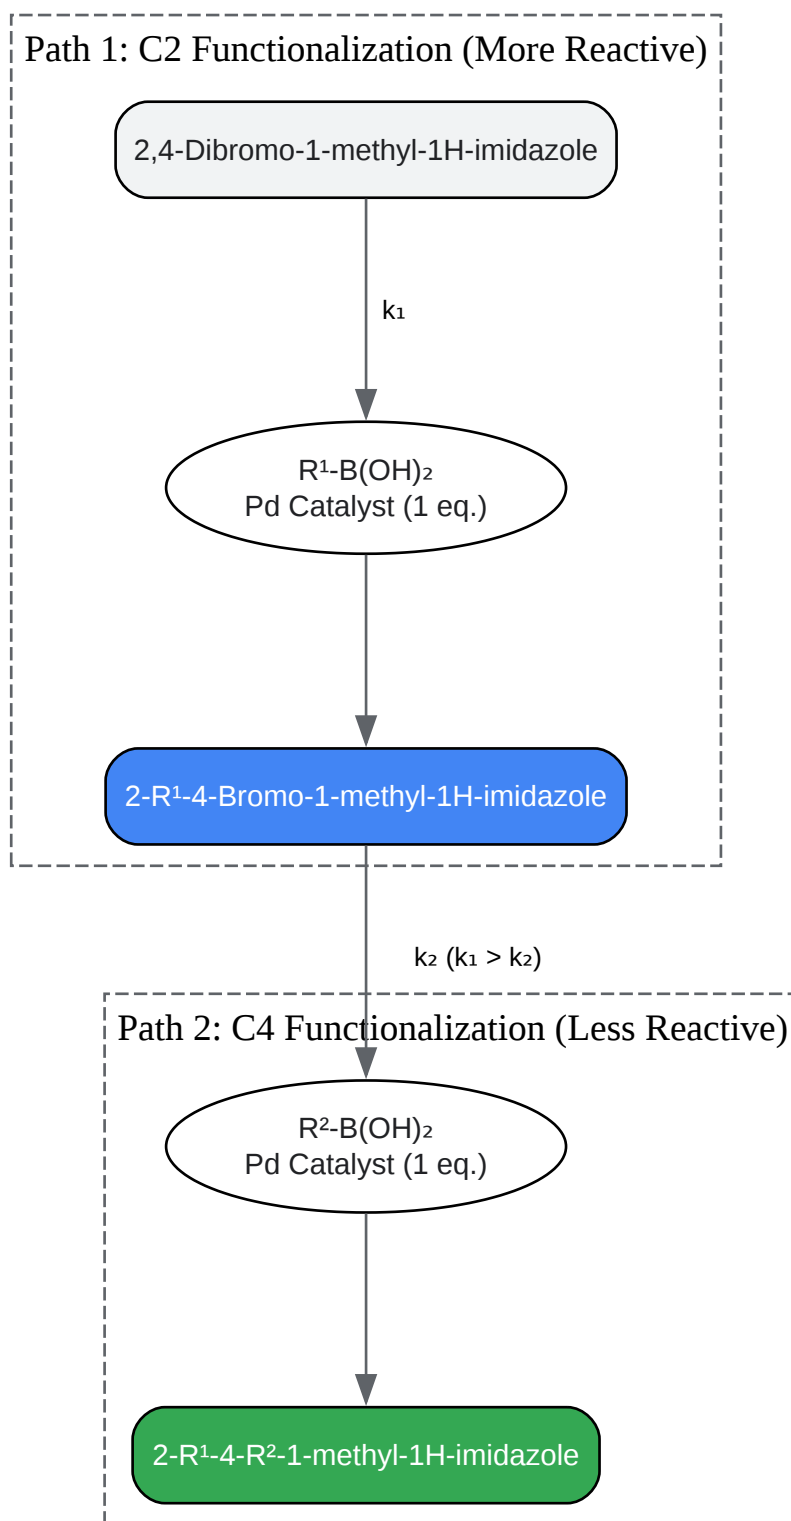 Path 1: C2 Functionalization (More Reactive)
2,4-Dibromo-1-methyl-1H-imidazole
k₁
R¹-B(OH)₂
Pd Catalyst (1 eq.)
2-R¹-4-Bromo-1-methyl-1H-imidazole
k₂ (k₁ > k₂)
Path 2: C4 Functionalization (Less Reactive)
R²-B(OH)₂
Pd Catalyst (1 eq.)
2-R¹-4-R²-1-methyl-1H-imidazole